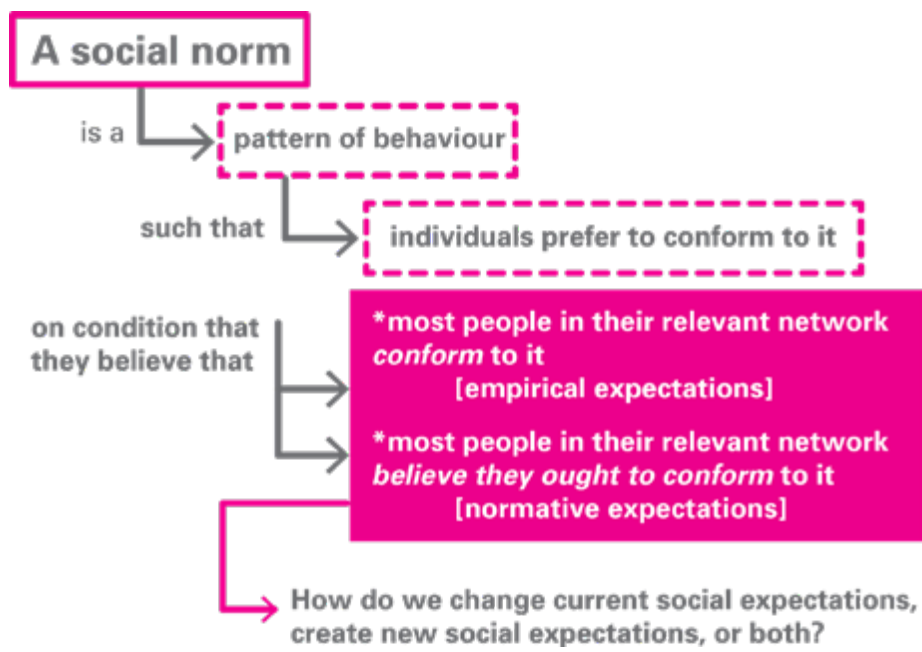 A social norm
is a
pattern of behaviour
such that
individuals prefer to conform to it
on condition that
they believe that
*most people in their relevant network
conform to it
[empirical expectations]
*most people in their relevant network
believe they ought to conform to it
[normative expectations]
How do we change current social expectations,
create new social expectations, or both?